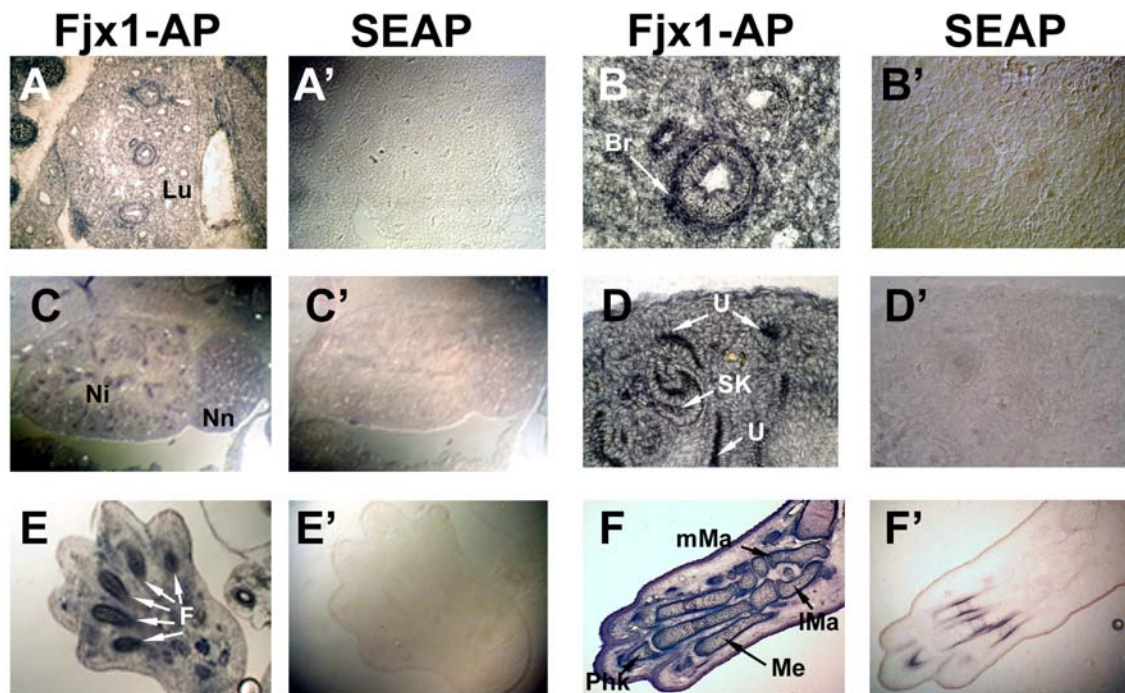 Fjx1-AP SEAP Fjx1-AP SEAP
A A' B B'
Br
Lu
C C' D D'
U
Ni SK
Nn U
E E' F F'
mMa
F
lMa
Me
Phk